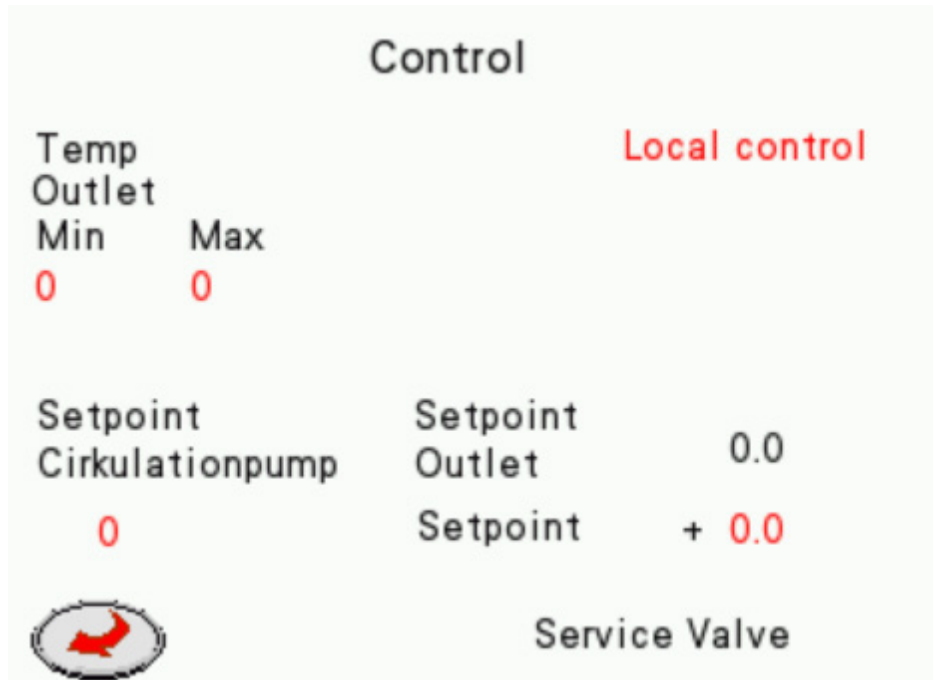 Control
Temp
Outlet
Local control
Min Max
0 0
Setpoint
Cirkulationpump
0
Setpoint
Outlet 0.0
Setpoint + 0.0
Service Valve